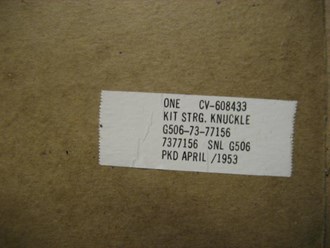 ONE CV-608433
KIT STRG. KNUCKLE
G506-73-77156
7377156 SNL G506
PKD APRIL /1953